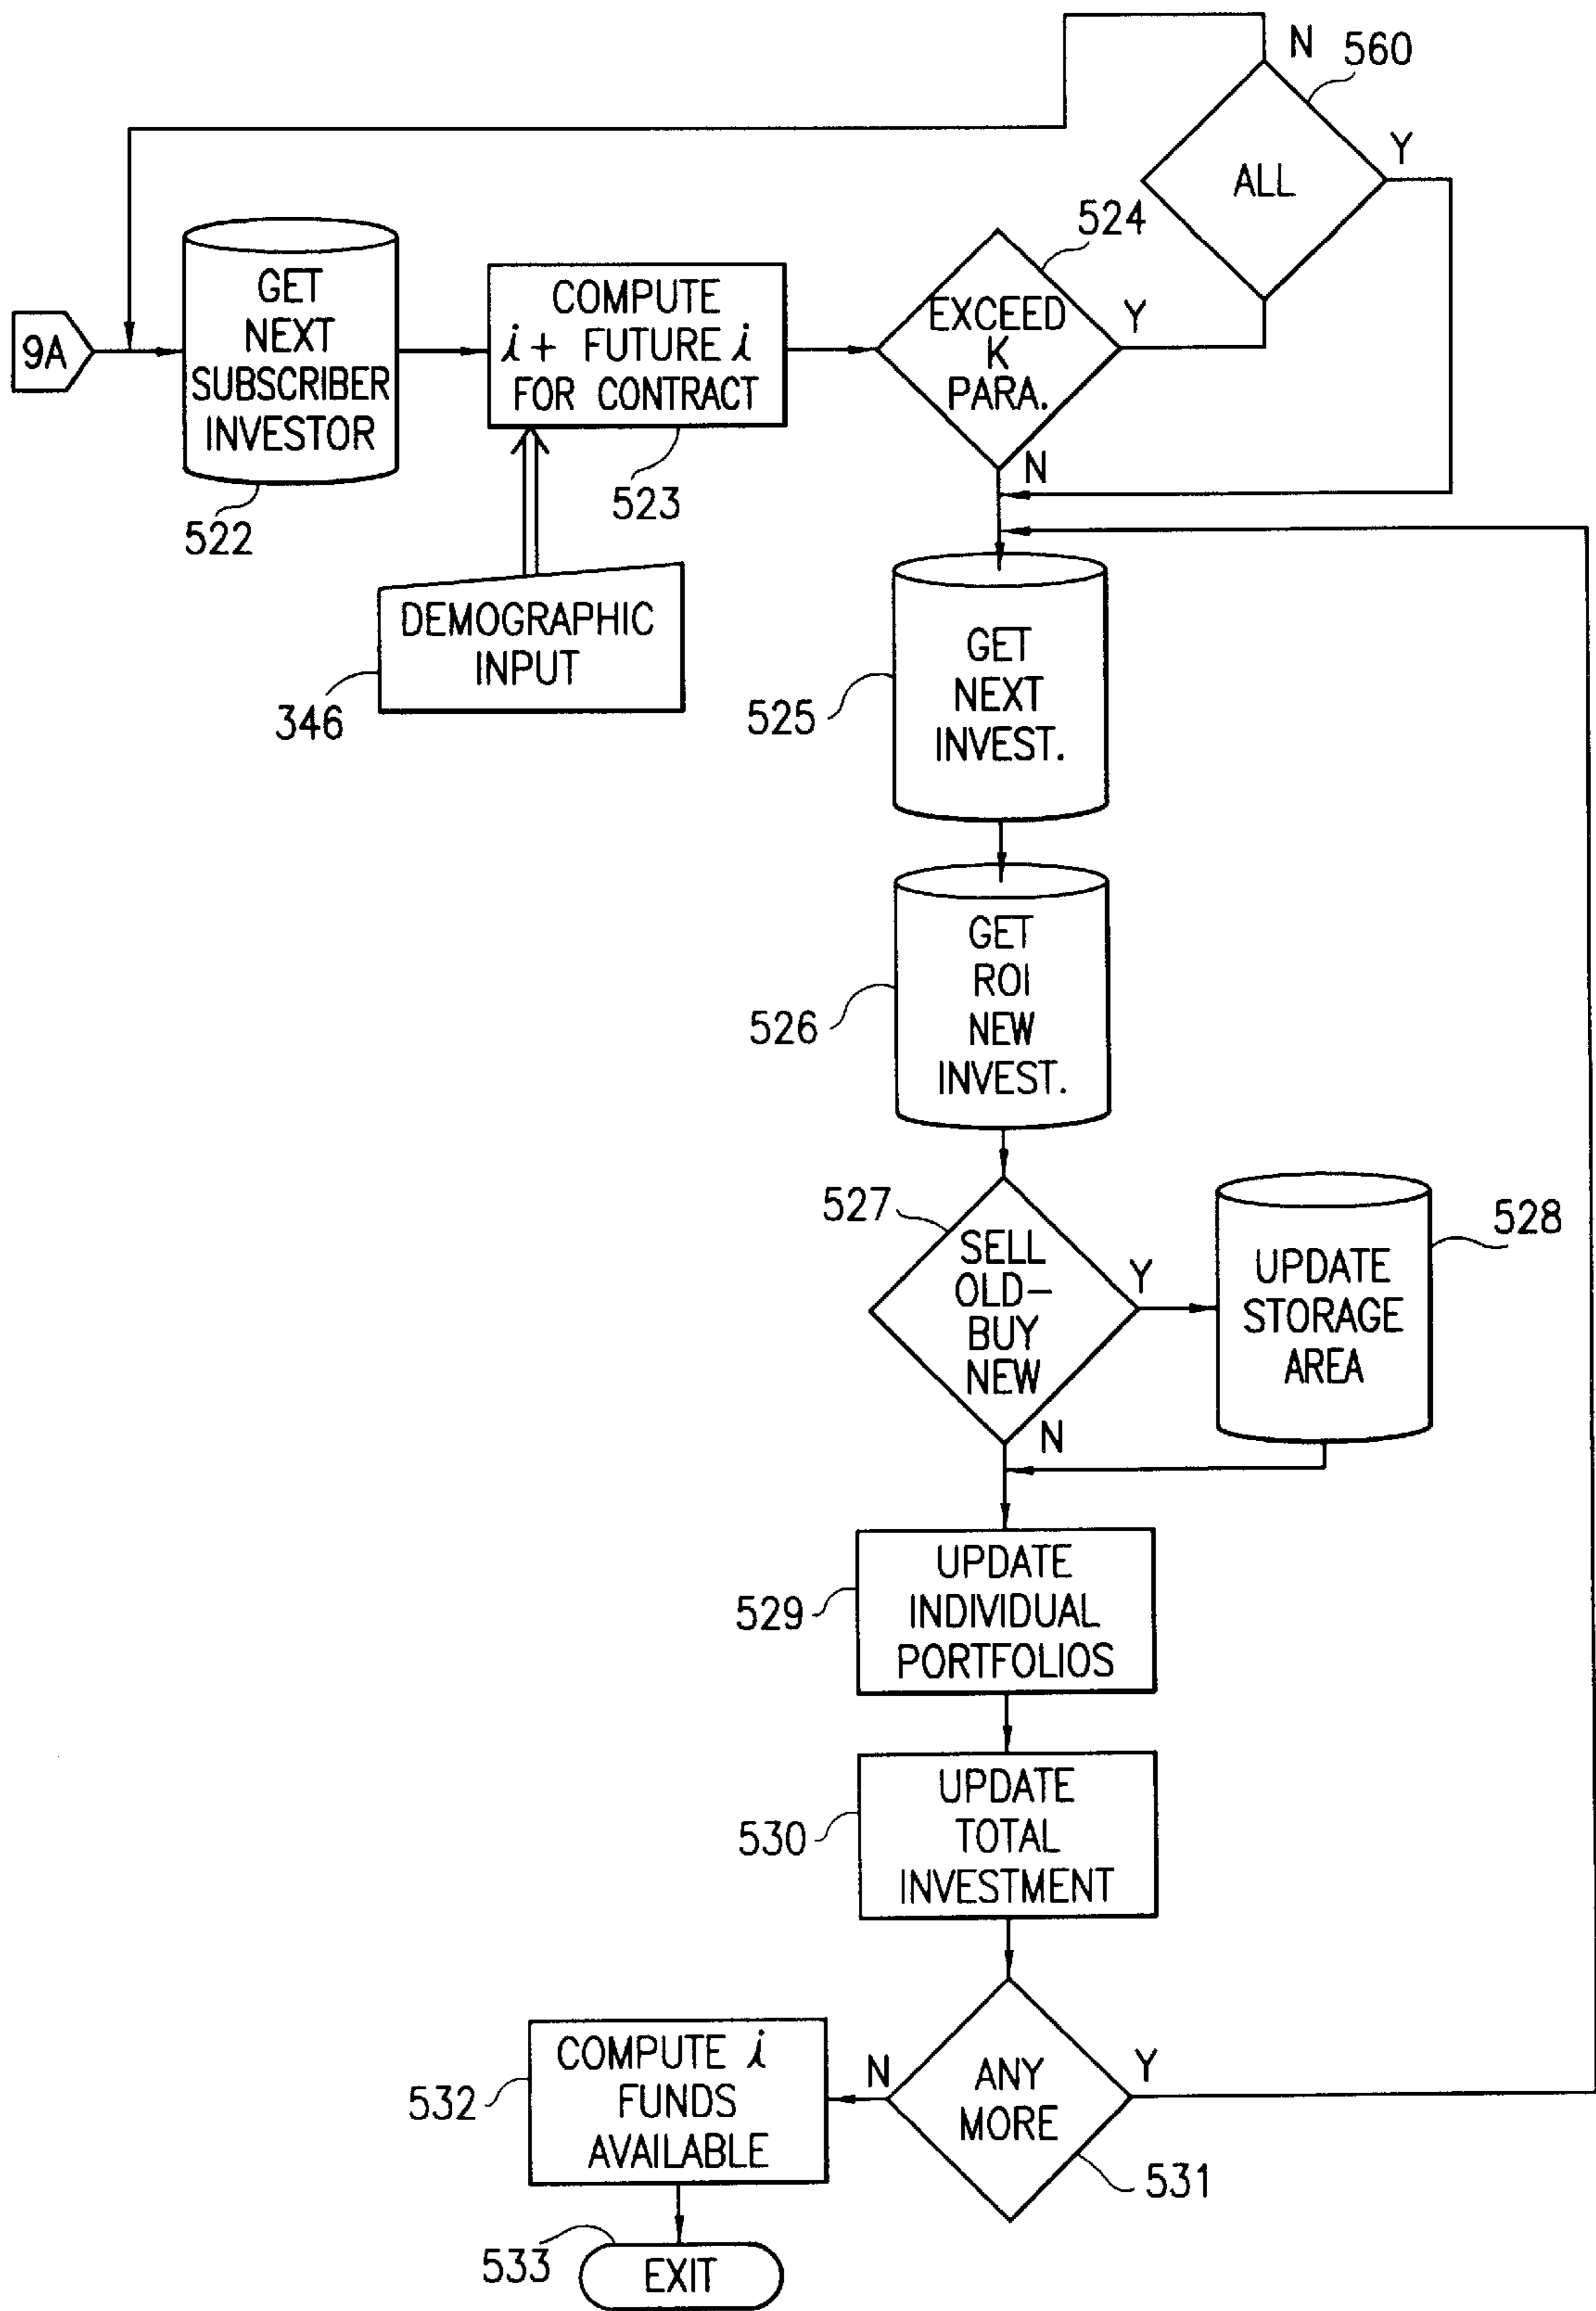 N
560
ALL
Y
524
9A
GET
NEXT
SUBSCRIBER
INVESTOR
522
COMPUTE
i + FUTURE i
FOR CONTRACT
523
EXCEED
K
PARA.
Y
N
DEMOGRAPHIC
INPUT
346
GET
NEXT
INVEST.
525
GET
ROI
NEW
INVEST.
526
527
SELL
OLD-
BUY
NEW
Y
N
UPDATE
STORAGE
AREA
528
UPDATE
INDIVIDUAL
PORTFOLIOS
529
UPDATE
TOTAL
INVESTMENT
530
ANY
MORE
Y
N
531
COMPUTE i
FUNDS
AVAILABLE
532
533
EXIT